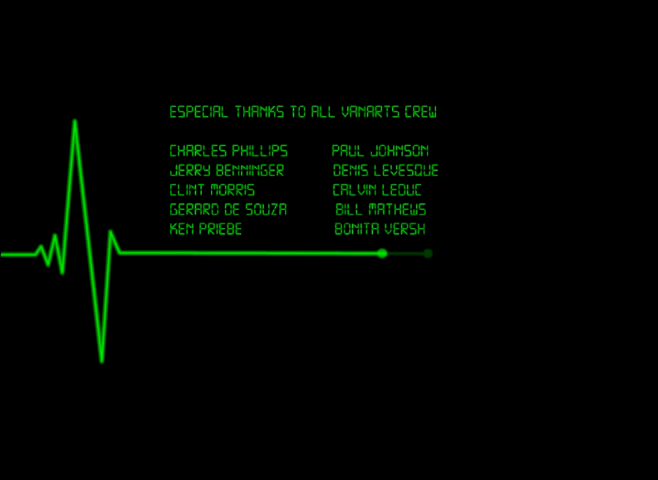 ESPECIAL THANKS TO ALL VANARTS CREW
CHARLES PHILLIPS PAUL JOHNSON
JERRY BENNINGER DENIS LEVESQUE
CLINT MORRIS CALVIN LEDUC
GERARD DE SOUZA BILL MATHEWS
KEN PRIEBE BONITA VERSH